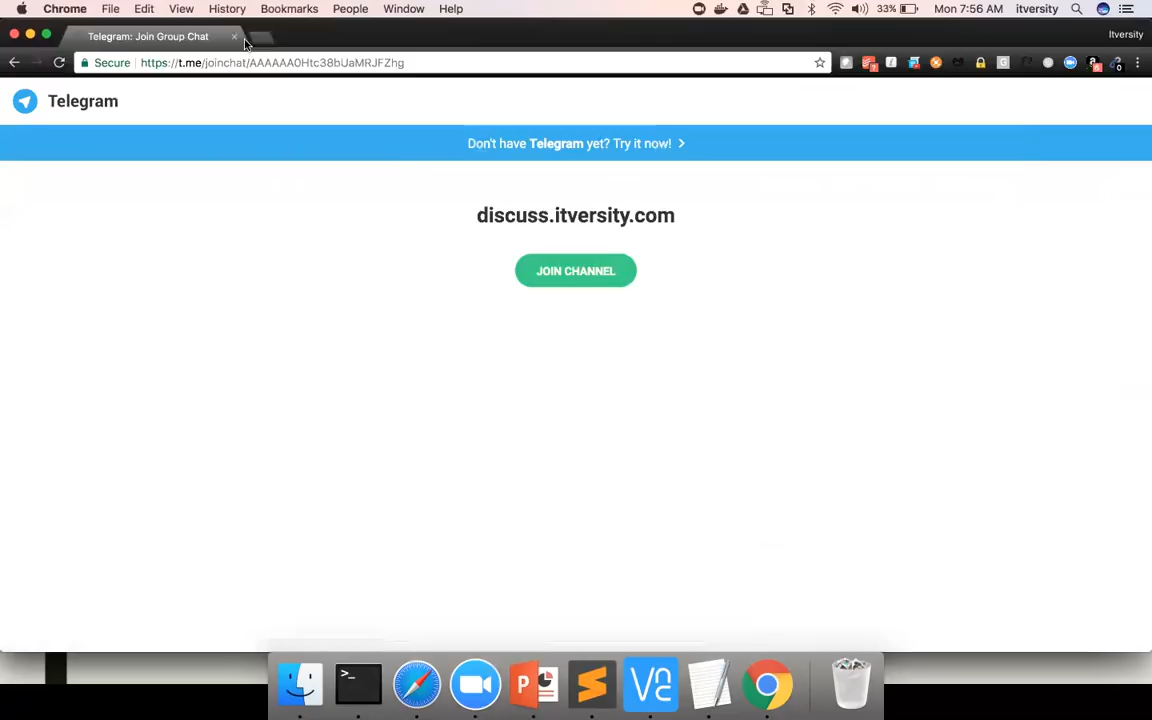 Chrome File Edit View History Bookmarks People Window Help 33% Mon 7:56 AM itversity
Telegram: Join Group Chat
Itversity
Secure https://t.me/joinchat/AAAAAA0Htc38bUaMRJFZhg
Telegram
Don't have Telegram yet? Try it now!
discuss.itversity.com
JOIN CHANNEL